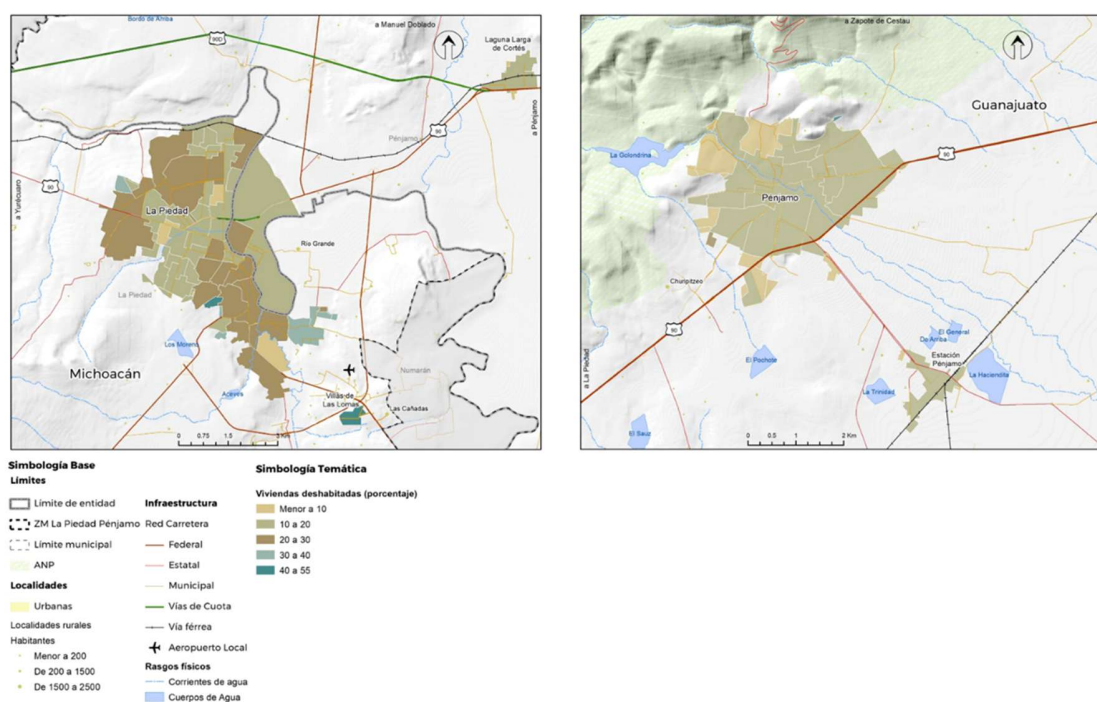 Bordo de Arriba
a Manuel Doblado
90D
Laguna Larga
de Cortés
Pénjamo
90
a Pénjamo
a Yurécuaro
90
La Piedad
Río Grande
La Piedad
Los Moreno
Michoacán
Numarán
Villas de
Las Lomas
Aceves
Las Cañadas
0 0.75 1.5 3 Km
a Zapote de Cestau
Guanajuato
La Golondrina
90
Pénjamo
Churipitzeo
90
a La Piedad
El General
De Arriba
Estación
Pénjamo
El Pochote
La Haciendita
La Trinidad
El Sauz
0 0.5 1 2 Km
Simbología Base
Límites
Límite de entidad
ZM La Piedad Pénjamo
Límite municipal
ANP
Localidades
Urbanas
Localidades rurales
Habitantes
Menor a 200
De 200 a 1500
De 1500 a 2500
Infraestructura
Red Carretera
Federal
Estatal
Municipal
Vías de Cuota
Vía férrea
Aeropuerto Local
Rasgos físicos
Corrientes de agua
Cuerpos de Agua
Simbología Temática
Viviendas deshabitadas (porcentaje)
Menor a 10
10 a 20
20 a 30
30 a 40
40 a 55